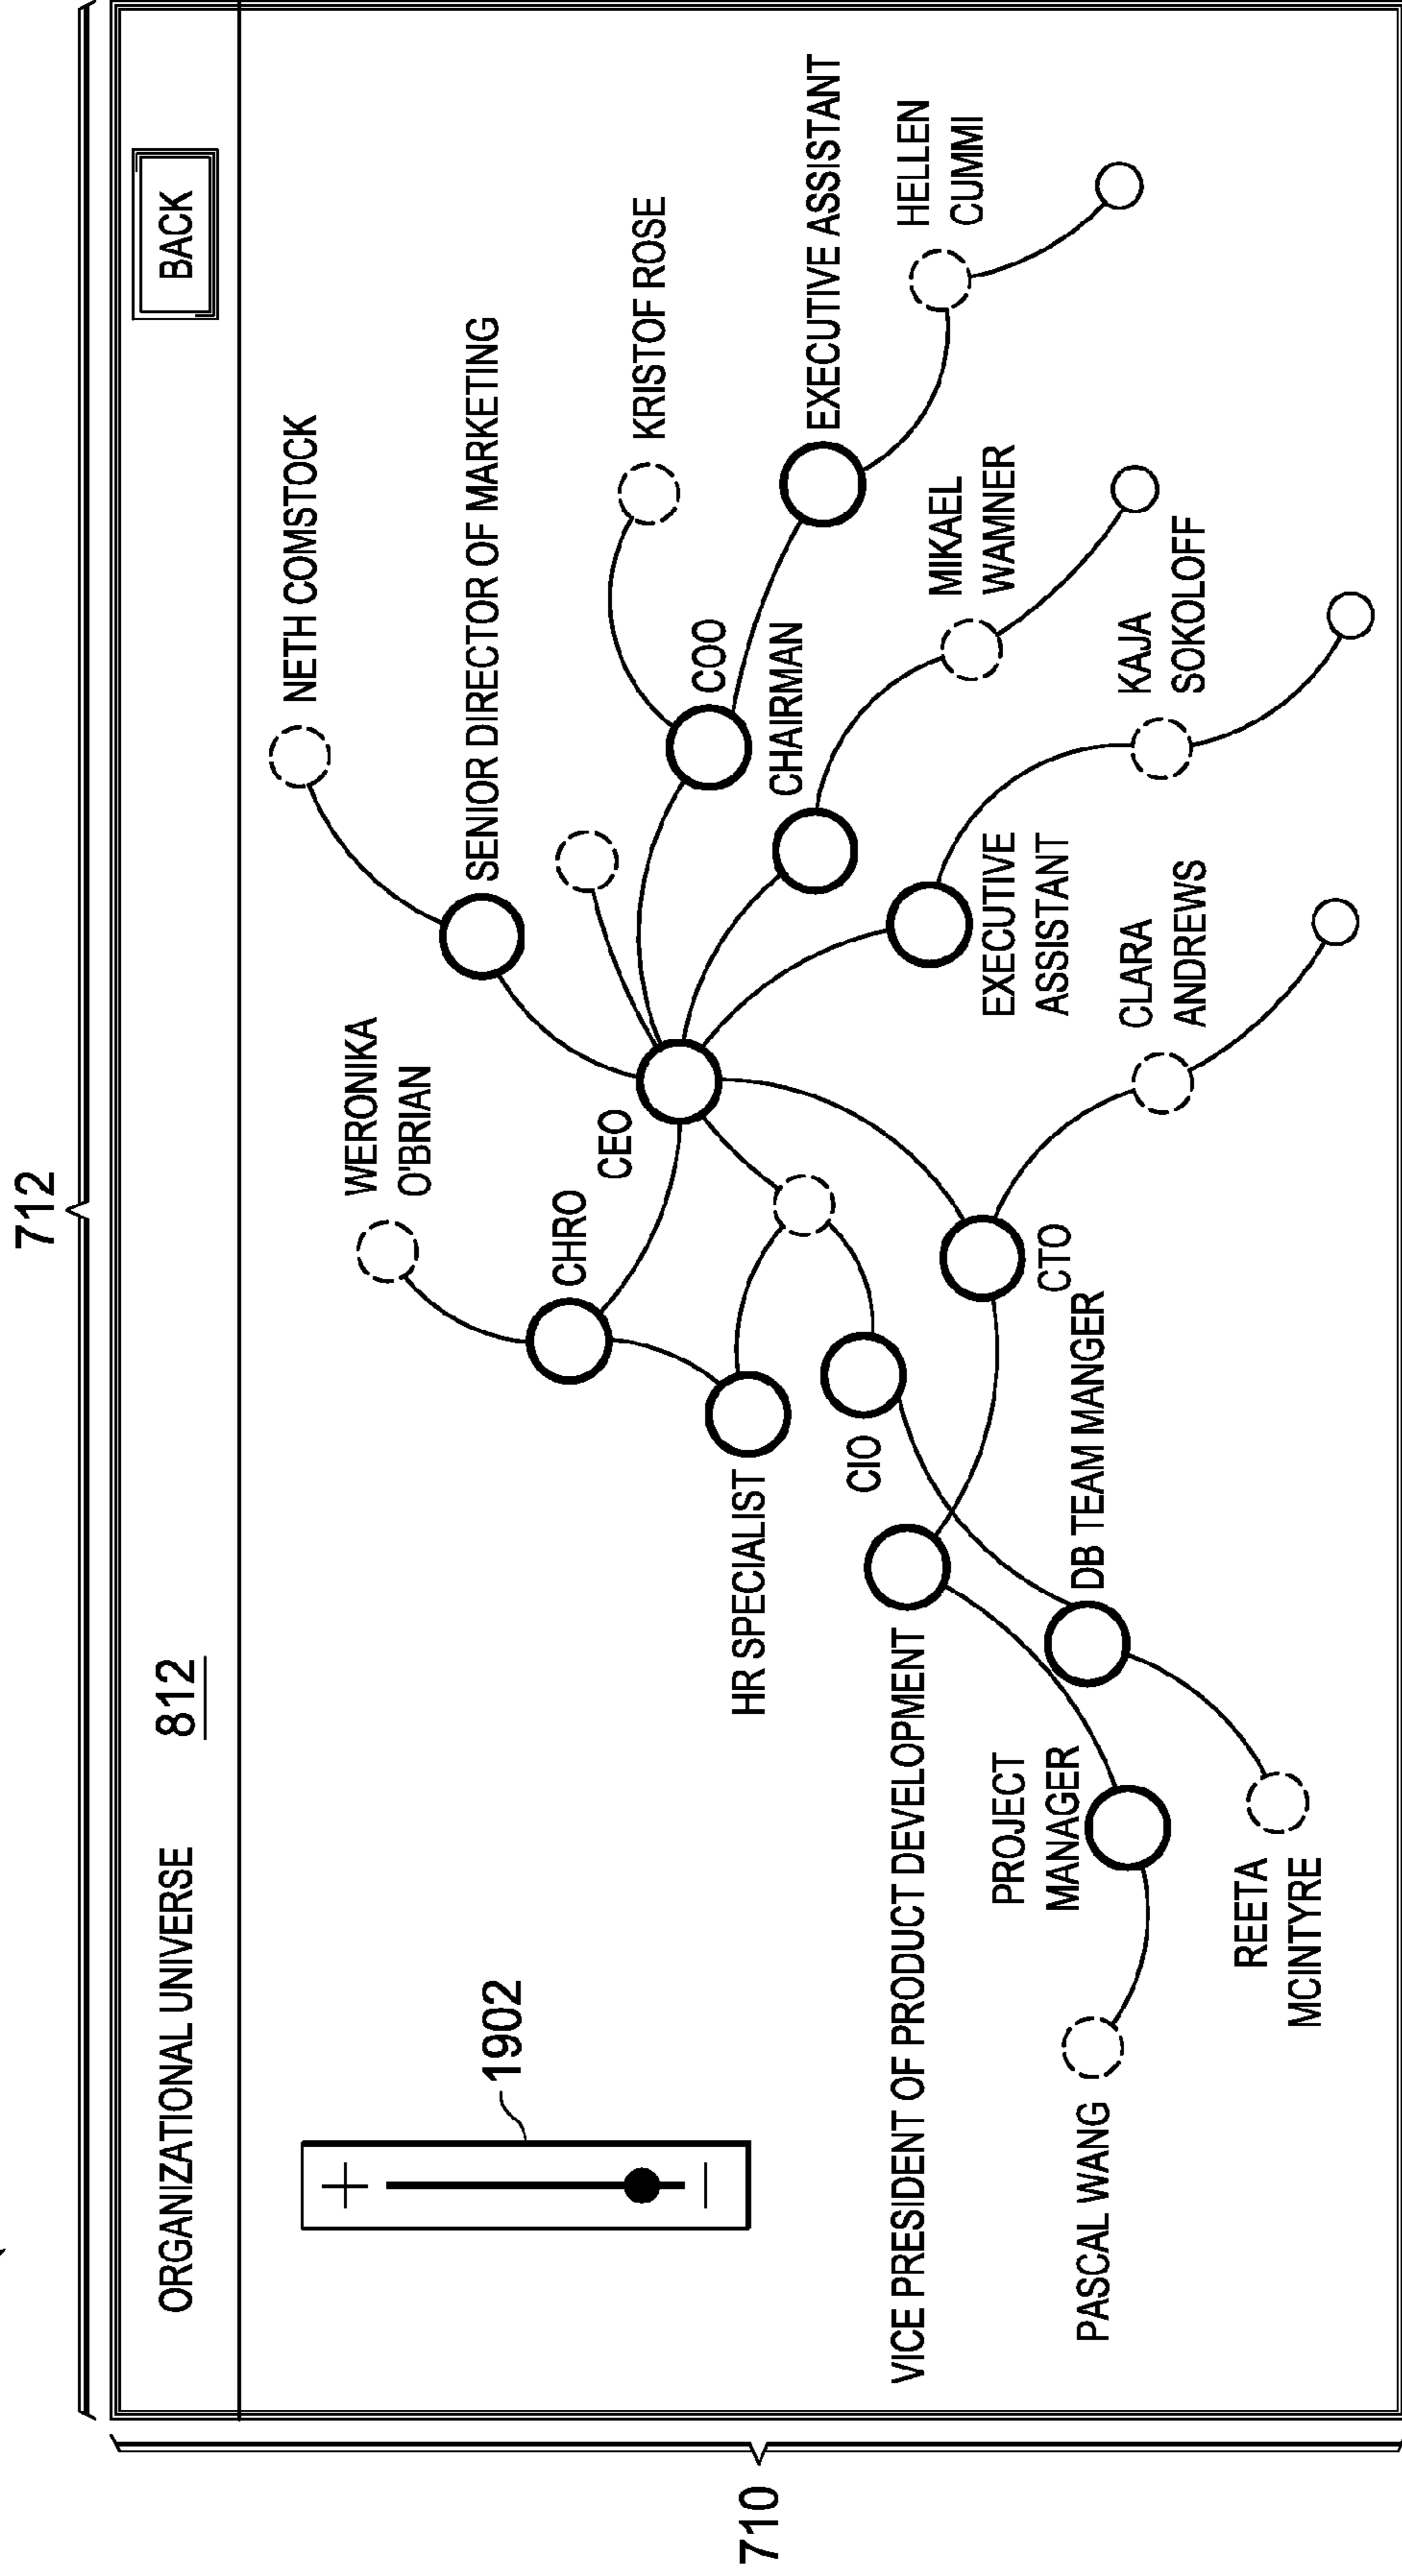 712
710
ORGANIZATIONAL UNIVERSE
812
BACK
1902
NETH COMSTOCK
WERONIKA
O'BRIAN
SENIOR DIRECTOR OF MARKETING
CHRO
CEO
KRISTOF ROSE
COO
HR SPECIALIST
CHAIRMAN
EXECUTIVE ASSISTANT
CIO
VICE PRESIDENT OF PRODUCT DEVELOPMENT
HELLEN
CUMMI
MIKAEL
WAMNER
EXECUTIVE
ASSISTANT
PROJECT
MANAGER
CTO
DB TEAM MANGER
PASCAL WANG
CLARA
ANDREWS
KAJA
SOKOLOFF
REETA
MCINTYRE